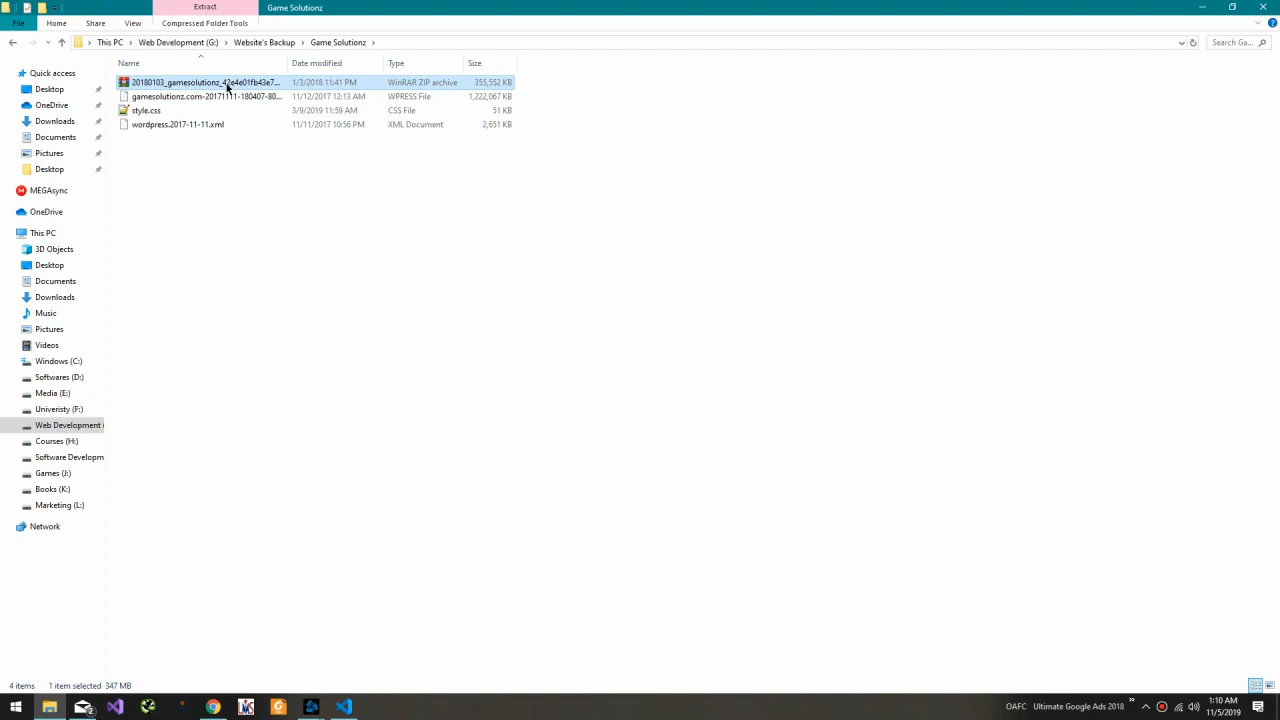 Extract
Game Solutionz
File
Home
Share
View
Compressed Folder Tools
This PC
Web Development (G:)
Website's Backup
Game Solutionz
Search Ga...
Name
Date modified
Type
Size
20180103_gamesolutionz_42e4e01fb43e7... 1/3/2018 11:41 PM WinRAR ZIP archive 355,552 KB
gamesolutionz.com-20171111-180407-80... 11/12/2017 12:13 AM WPRESS File 1,222,067 KB
style.css 3/9/2019 11:59 AM CSS File 51 KB
wordpress.2017-11-11.xml 11/11/2017 10:56 PM XML Document 2,651 KB
Quick access
Desktop
OneDrive
Downloads
Documents
Pictures
Desktop
MEGAsync
OneDrive
This PC
3D Objects
Desktop
Documents
Downloads
Music
Pictures
Videos
Windows (C:)
Softwares (D:)
Media (E:)
Univeristy (F:)
Web Development (
Courses (H:)
Software Developm
Games (J:)
Books (K:)
Marketing (L:)
Network
4 items
1 item selected 347 MB
OAFC
Ultimate Google Ads 2018
1:10 AM
11/5/2019